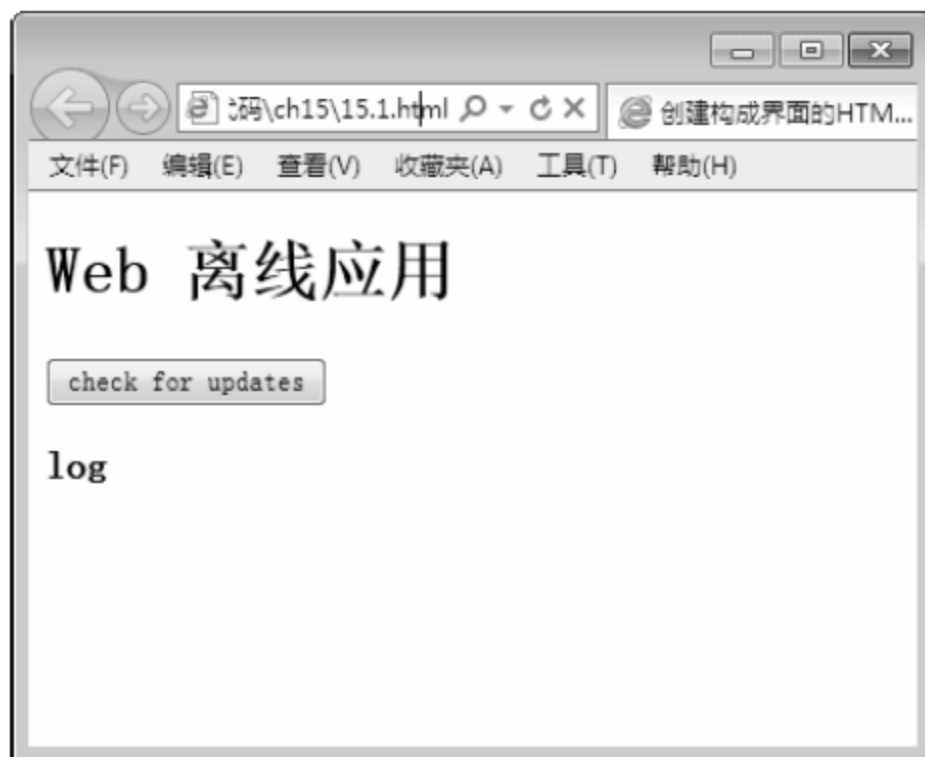 码\ch15\15.1.html
创建构成界面的HTM...
文件(F) 编辑(E) 查看(V) 收藏夹(A) 工具(T) 帮助(H)
Web 离线应用
check for updates
log